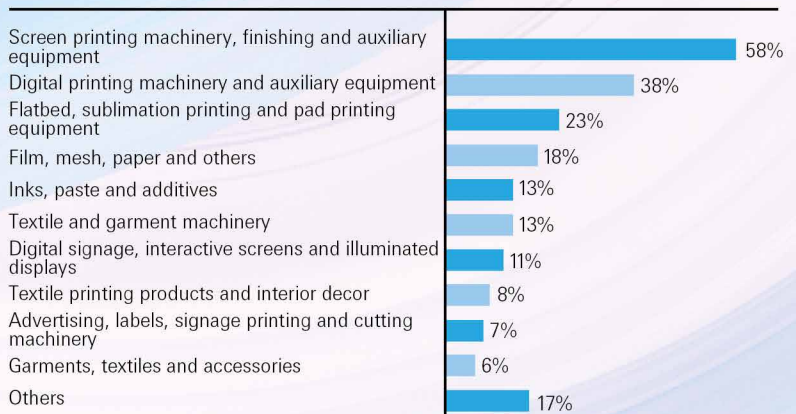 Screen printing machinery, finishing and auxiliary
equipment
58%
Digital printing machinery and auxiliary equipment
38%
Flatbed, sublimation printing and pad printing
equipment
23%
Film, mesh, paper and others
18%
Inks, paste and additives
13%
Textile and garment machinery
13%
Digital signage, interactive screens and illuminated
displays
11%
Textile printing products and interior decor
8%
Advertising, labels, signage printing and cutting
machinery
7%
Garments, textiles and accessories
6%
Others
17%